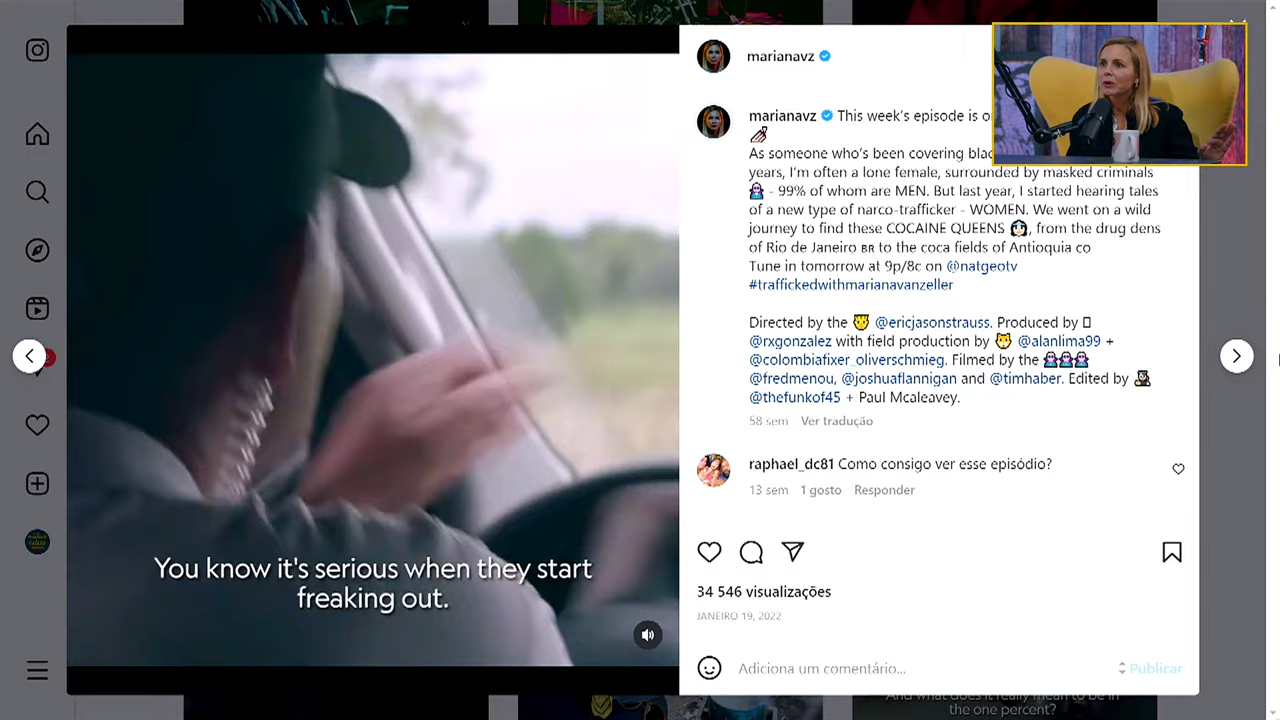 marianavz
marianavz This week's episode is o
As someone who's been covering blac
years, I'm often a lone female, surrounded by masked criminals
- 99% of whom are MEN. But last year, I started hearing tales
of a new type of narco-trafficker - WOMEN. We went on a wild
journey to find these COCAINE QUEENS , from the drug dens
of Rio de Janeiro BR to the coca fields of Antioquia co
Tune in tomorrow at 9p/8c on @natgeotv
#traffickedwithmarianavanzeller
Directed by the @ericjasonstrauss. Produced by
@rxgonzalez with field production by @alanlima99 +
@colombiafixer_oliverschmieg. Filmed by the
@fredmenou, @joshuaflannigan and @timhaber. Edited by
@thefunkof45 + Paul Mcaleavey.
58 sem Ver tradução
raphael_dc81 Como consigo ver esse episódio?
13 sem 1 gosto Responder
You know it's serious when they start
freaking out.
34 546 visualizações
JANEIRO 19, 2022
Adiciona um comentário... Publicar
And what does it really mean to be in
the one percent?